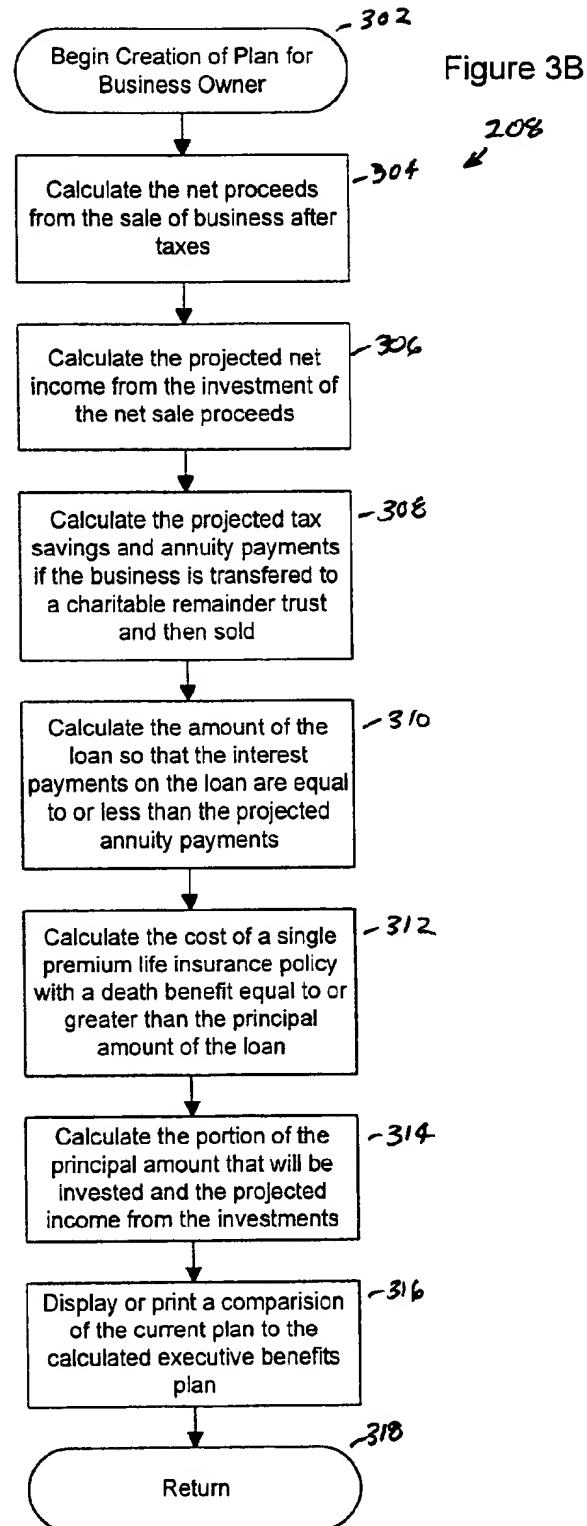 302
Begin Creation of Plan for
Business Owner
Figure 3B
208
304
Calculate the net proceeds
from the sale of business after
taxes
306
Calculate the projected net
income from the investment of
the net sale proceeds
308
Calculate the projected tax
savings and annuity payments
if the business is transfered to
a charitable remainder trust
and then sold
310
Calculate the amount of the
loan so that the interest
payments on the loan are equal
to or less than the projected
annuity payments
312
Calculate the cost of a single
premium life insurance policy
with a death benefit equal to or
greater than the principal
amount of the loan
314
Calculate the portion of the
principal amount that will be
invested and the projected
income from the investments
316
Display or print a comparision
of the current plan to the
calculated executive benefits
plan
318
Return